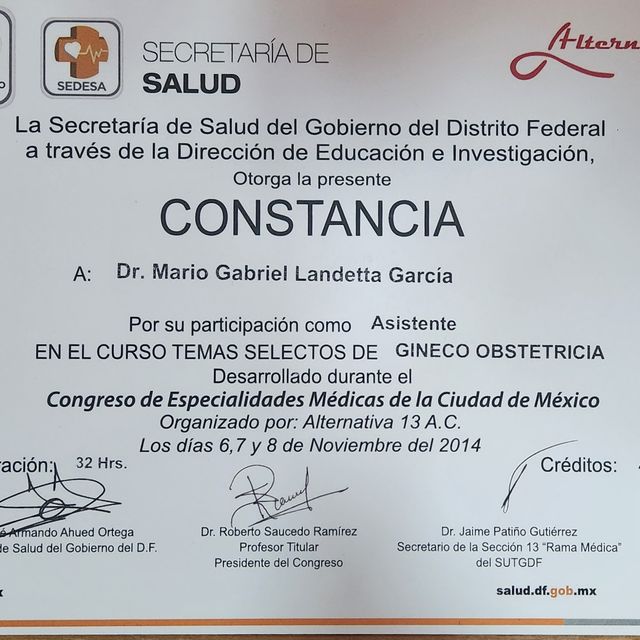 SEDESA
SECRETARÍA DE
SALUD
Altern
La Secretaría de Salud del Gobierno del Distrito Federal
a través de la Dirección de Educación e Investigación,
Otorga la presente
CONSTANCIA
A: Dr. Mario Gabriel Landetta García
Por su participación como Asistente
EN EL CURSO TEMAS SELECTOS DE GINECO OBSTETRICIA
Desarrollado durante el
Congreso de Especialidades Médicas de la Ciudad de México
Organizado por: Alternativa 13 A.C.
Los días 6,7 y 8 de Noviembre del 2014
ración: 32 Hrs. Créditos:
é Armando Ahued Ortega
de Salud del Gobierno del D.F.
Dr. Roberto Saucedo Ramírez
Profesor Titular
Presidente del Congreso
Dr. Jaime Patiño Gutiérrez
Secretario de la Sección 13 “Rama Médica”
del SUTGDF
salud.df.gob.mx